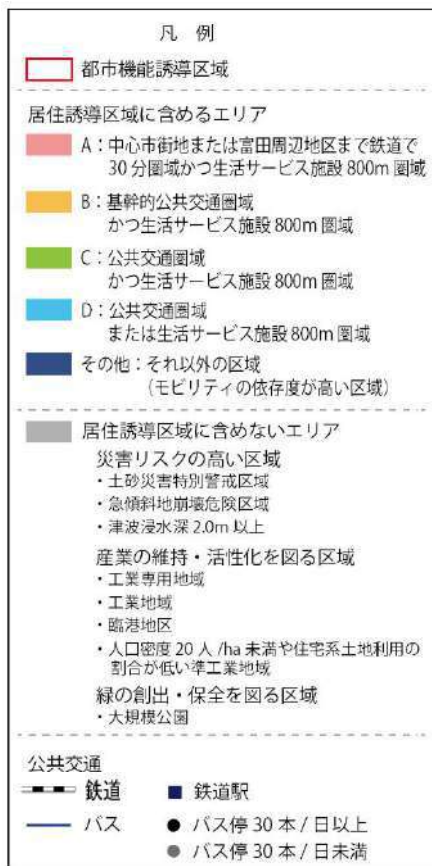 凡 例
都市機能誘導区域
居住誘導区域に含めるエリア
A：中心市街地または富田周辺地区まで鉄道で
30分圏域かつ生活サービス施設800m圏域
B：基幹的公共交通圏域
かつ生活サービス施設800m圏域
C：公共交通圏域
かつ生活サービス施設800m圏域
D：公共交通圏域
または生活サービス施設800m圏域
その他：それ以外の区域
（モビリティの依存度が高い区域）
居住誘導区域に含めないエリア
災害リスクの高い区域
・土砂災害特別警戒区域
・急傾斜地崩壊危険区域
・津波浸水深2.0m以上
産業の維持・活性化を図る区域
・工業専用地域
・工業地域
・臨港地区
・人口密度20人/ha未満や住宅系土地利用の
割合が低い準工業地域
緑の創出・保全を図る区域
・大規模公園
公共交通
鉄道 鉄道駅
バス バス停30本/日以上
バス停30本/日未満